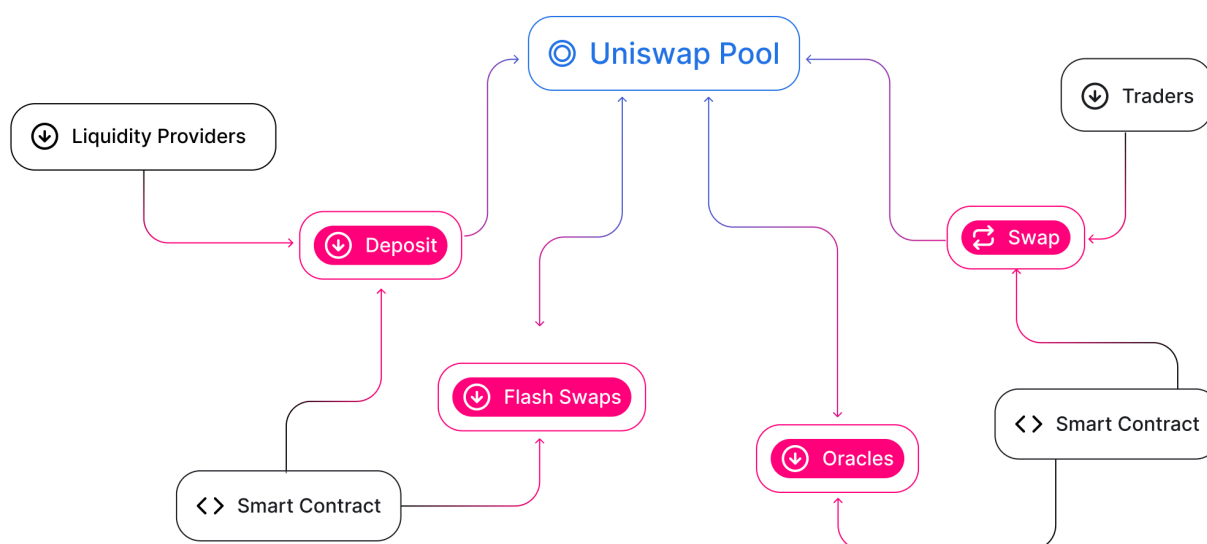 Uniswap Pool
Traders
Liquidity Providers
Deposit
Swap
Flash Swaps
Smart Contract
Oracles
Smart Contract